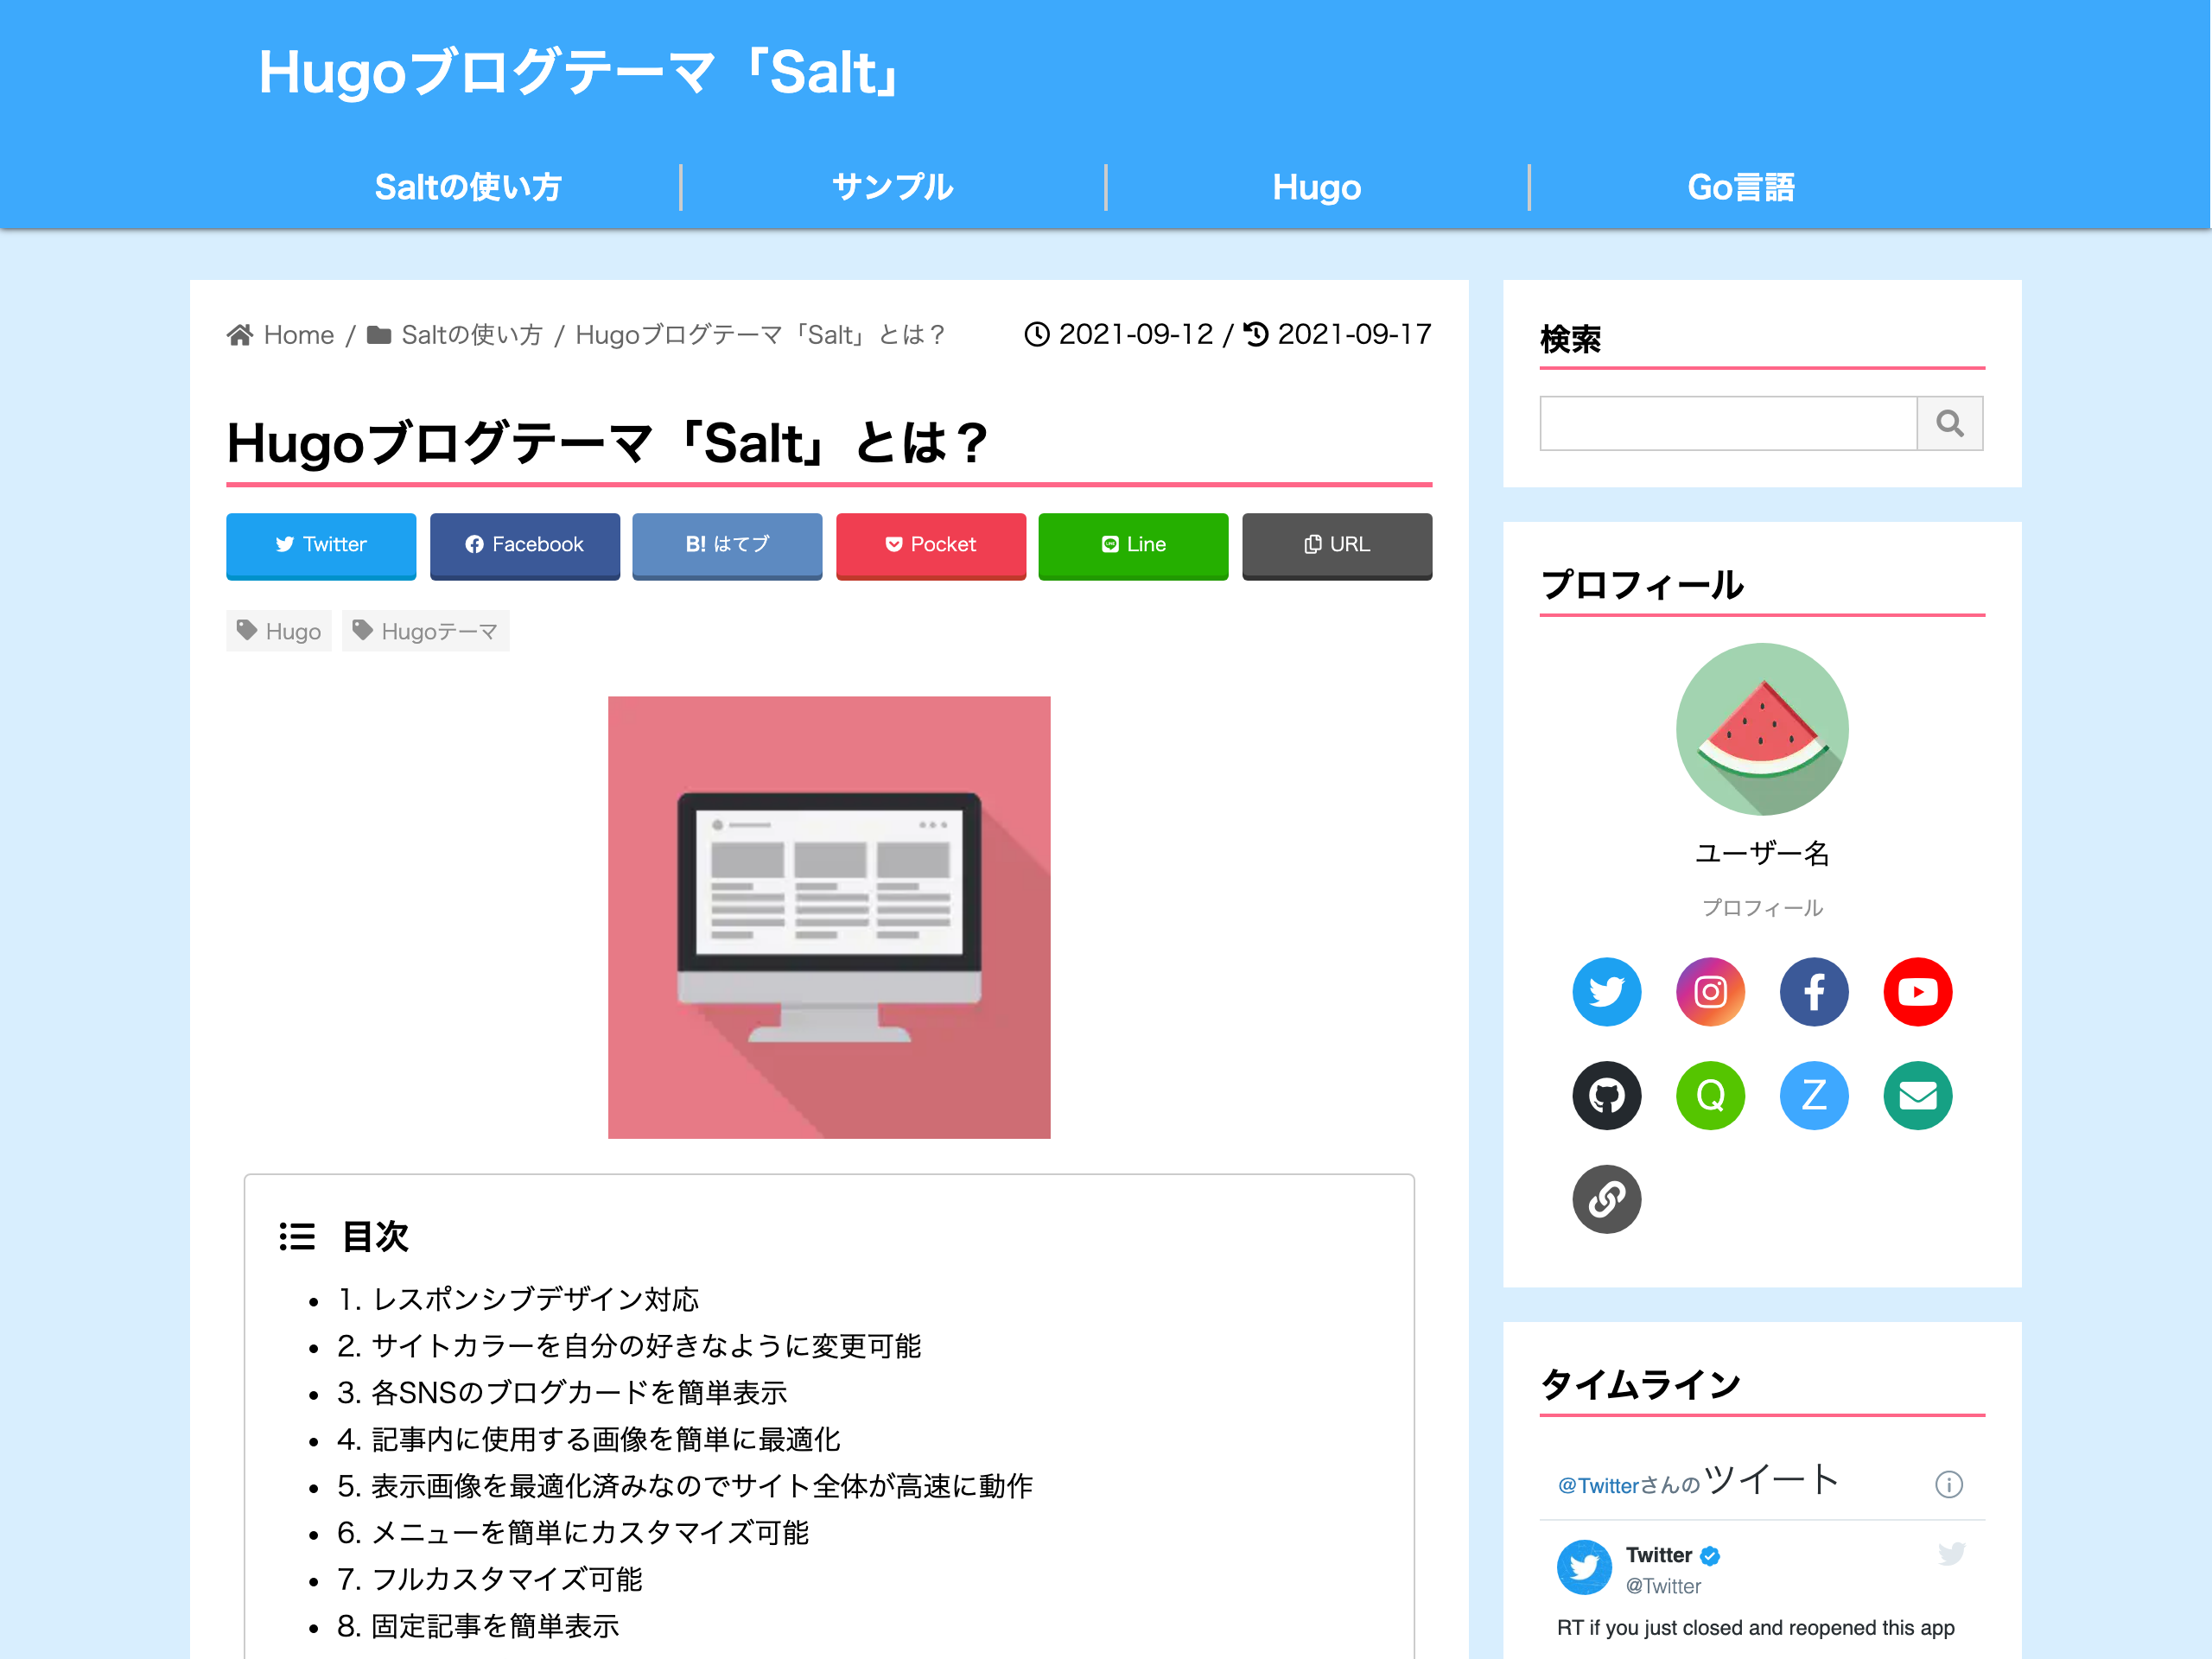 Hugoブログテーマ「Salt」
Saltの使い方
サンプル
Hugo
Go言語
Home / Saltの使い方 / Hugoブログテーマ「Salt」とは？
2021-09-12 / 2021-09-17
Hugoブログテーマ「Salt」とは？
Twitter
Facebook
B! はてブ
Pocket
Line
URL
Hugo
Hugoテーマ
目次
1. レスポンシブデザイン対応
2. サイトカラーを自分の好きなように変更可能
3. 各SNSのブログカードを簡単表示
4. 記事内に使用する画像を簡単に最適化
5. 表示画像を最適化済みなのでサイト全体が高速に動作
6. メニューを簡単にカスタマイズ可能
7. フルカスタマイズ可能
8. 固定記事を簡単表示
検索
プロフィール
ユーザー名
プロフィール
Q
Z
タイムライン
@Twitterさんのツイート
Twitter
@Twitter
RT if you just closed and reopened this app